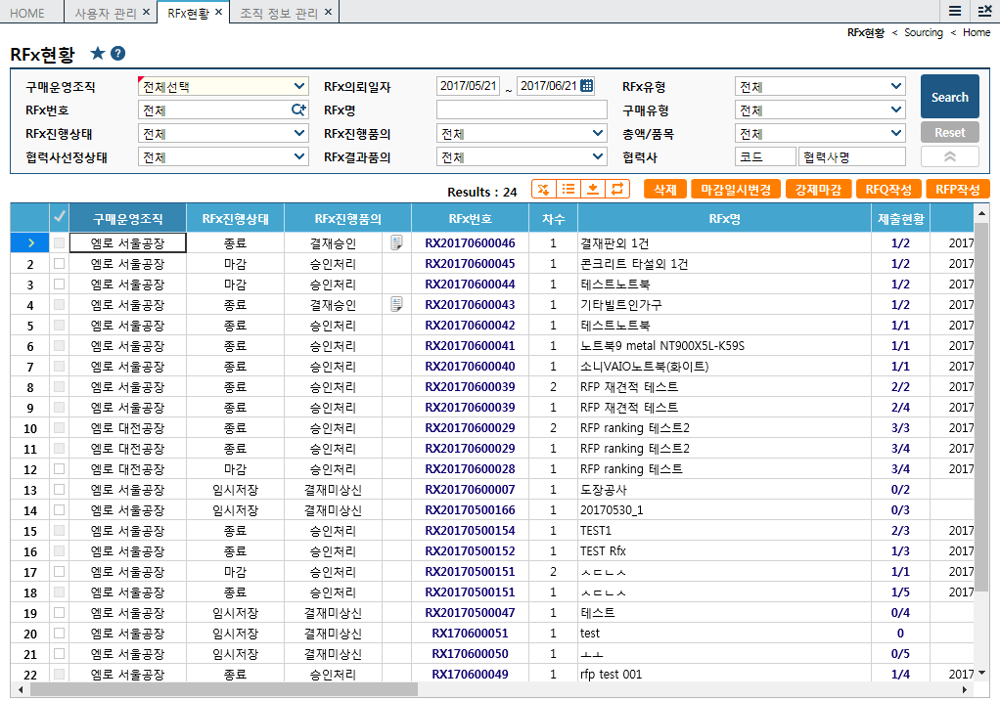 HOME 사용자 관리 × RFx현황 × 조직 정보 관리 ×
RFx현황 < Sourcing < Home
RFx현황
구매운영조직 전체선택 RFx의뢰일자 2017/05/21 ~ 2017/06/21 RFx유형 전체 Search
RFx번호 전체 RFx명 구매유형 전체
RFx진행상태 전체 RFx진행품의 전체 총액/품목 전체 Reset
협력사선정상태 전체 RFx결과품의 전체 협력사 코드 협력사명
Results : 24 삭제 마감일시변경 강제마감 RFQ작성 RFP작성
구매운영조직 RFx진행상태 RFx진행품의 RFx번호 차수 RFx명 제출현황
엠로 서울공장 종료 결재승인 RX20170600046 1 결재판외 1건 1/2 2017
2 엠로 서울공장 마감 승인처리 RX20170600045 1 콘크리트 타설외 1건 1/2 2017
3 엠로 서울공장 마감 승인처리 RX20170600044 1 테스트노트북 1/2 2017
4 엠로 서울공장 종료 결재승인 RX20170600043 1 기타빌트인가구 1/2 2017
5 엠로 서울공장 종료 승인처리 RX20170600042 1 테스트노트북 1/1 2017
6 엠로 서울공장 종료 승인처리 RX20170600041 1 노트북9 metal NT900X5L-K59S 1/1 2017
7 엠로 서울공장 종료 승인처리 RX20170600040 1 소니VAIO노트북(화이트) 1/1 2017
8 엠로 서울공장 종료 승인처리 RX20170600039 2 RFP 재견적 테스트 2/2 2017
9 엠로 서울공장 종료 승인처리 RX20170600039 1 RFP 재견적 테스트 2/4 2017
10 엠로 대전공장 종료 승인처리 RX20170600029 2 RFP ranking 테스트2 3/3 2017
11 엠로 대전공장 종료 승인처리 RX20170600029 1 RFP ranking 테스트2 3/4 2017
12 엠로 대전공장 마감 승인처리 RX20170600028 1 RFP ranking 테스트 3/4 2017
13 엠로 서울공장 임시저장 결재미상신 RX20170600007 1 도장공사 0/2
14 엠로 서울공장 임시저장 결재미상신 RX20170500166 1 20170530_1 0/3
15 엠로 서울공장 종료 승인처리 RX20170500154 1 TEST1 2/3 2017
16 엠로 서울공장 종료 승인처리 RX20170500152 1 TEST Rfx 1/3 2017
17 엠로 서울공장 마감 승인처리 RX20170500151 2 ㅅㄷㄴㅅ 1/1 2017
18 엠로 서울공장 종료 승인처리 RX20170500151 1 ㅅㄷㄴㅅ 1/5 2017
19 엠로 서울공장 임시저장 결재미상신 RX20170500047 1 테스트 0/4
20 엠로 서울공장 임시저장 결재미상신 RX170600051 1 test 0
21 엠로 서울공장 임시저장 결재미상신 RX170600050 1 ㅗㅗ 0/5
22 엠로 서울공장 종료 승인처리 RX170600049 1 rfp test 001 1/4 2017